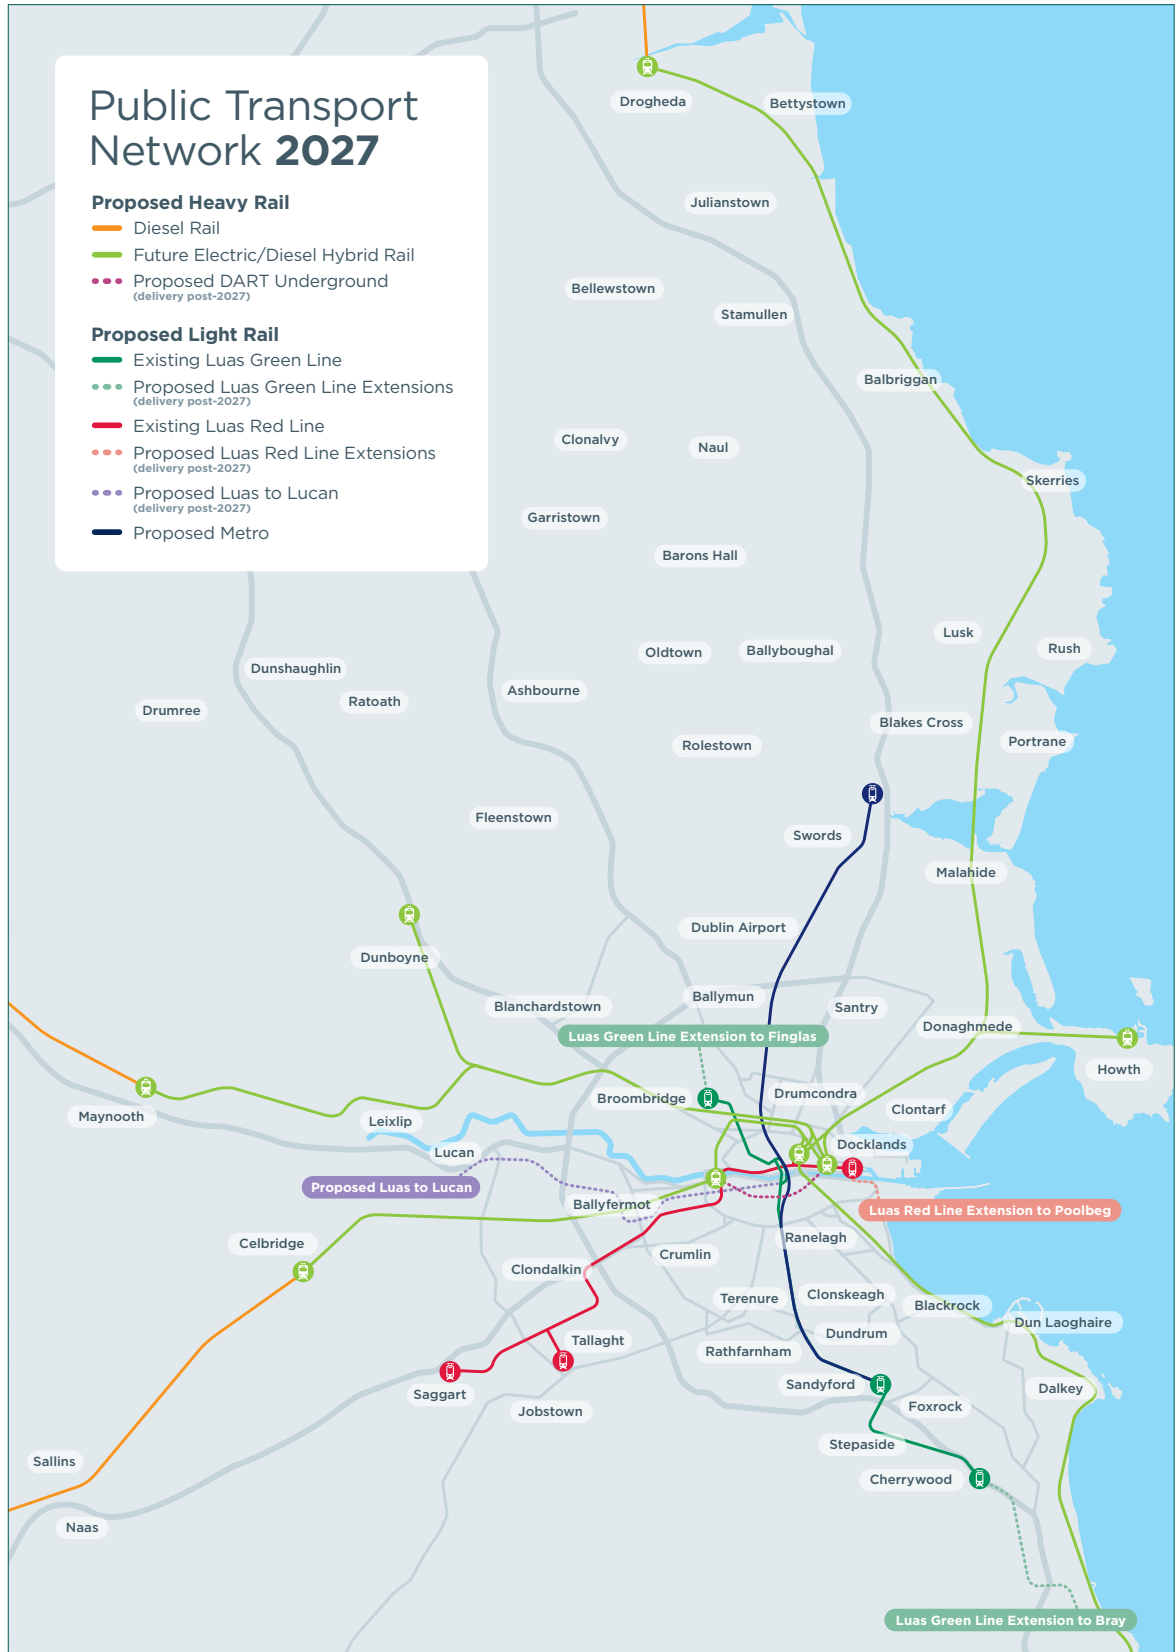 Public Transport
Network 2027
Proposed Heavy Rail
Diesel Rail
Future Electric/Diesel Hybrid Rail
Proposed DART Underground
(delivery post-2027)
Proposed Light Rail
Existing Luas Green Line
Proposed Luas Green Line Extensions
(delivery post-2027)
Existing Luas Red Line
Proposed Luas Red Line Extensions
(delivery post-2027)
Proposed Luas to Lucan
(delivery post-2027)
Proposed Metro
Drogheda
Bettystown
Julianstown
Bellewstown
Stamullen
Balbriggan
Clonalvy
Naul
Skerries
Garristown
Barons Hall
Lusk
Rush
Oldtown
Ballyboughal
Dunshaughlin
Ratoath
Ashbourne
Drumree
Blakes Cross
Portrane
Rolestown
Fleenstown
Swords
Malahide
Dublin Airport
Dunboyne
Blanchardstown
Ballymun
Santry
Donaghmede
Luas Green Line Extension to Finglas
Howth
Broombridge
Drumcondra
Clontarf
Maynooth
Leixlip
Docklands
Lucan
Proposed Luas to Lucan
Ballyfermot
Luas Red Line Extension to Poolbeg
Ranelagh
Celbridge
Crumlin
Clondalkin
Terenure
Clonskeagh
Blackrock
Dun Laoghaire
Tallaght
Dundrum
Rathfarnham
Saggart
Sandyford
Dalkey
Jobstown
Foxrock
Stepaside
Sallins
Cherrywood
Naas
Luas Green Line Extension to Bray